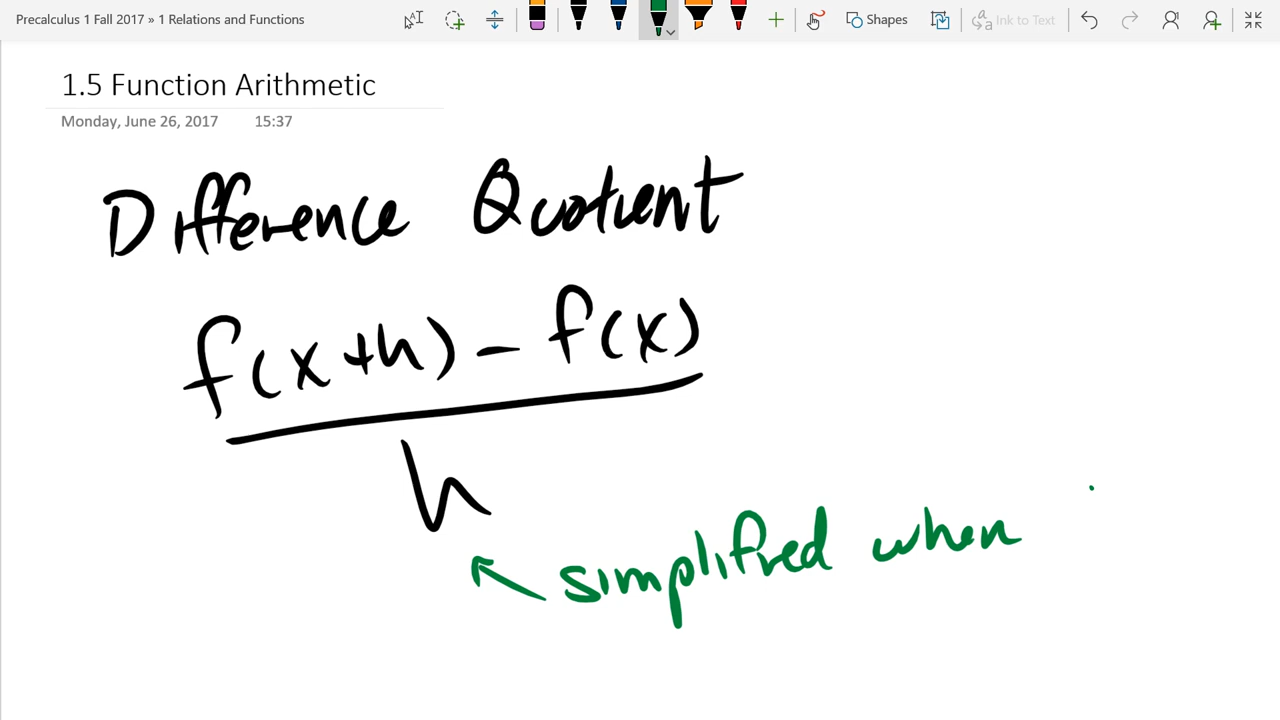 Precalculus 1 Fall 2017 » 1 Relations and Functions
Shapes
Ink to Text
1.5 Function Arithmetic
Monday, June 26, 2017 15:37
Difference Quotient
f(x+h) - f(x)
h
simplified when